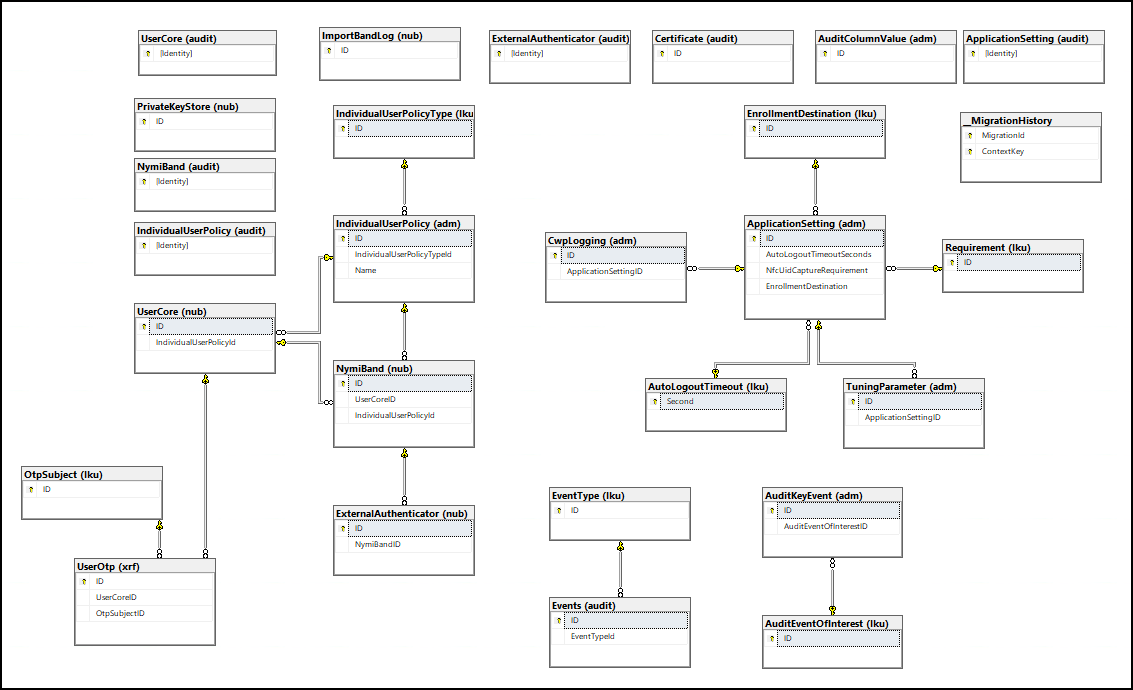 UserCore (audit)
[Identity]
ImportBandLog (nub)
ID
ExternalAuthenticator (audit)
[Identity]
Certificate (audit)
ID
AuditColumnValue (adm)
ID
ApplicationSetting (audit)
[Identity]
PrivateKeyStore (nub)
ID
NymiBand (audit)
[Identity]
IndividualUserPolicy (audit)
[Identity]
IndividualUserPolicyType (lku
ID
EnrollmentDestination (lku)
ID
__MigrationHistory
MigrationId
ContextKey
IndividualUserPolicy (adm)
ID
IndividualUserPolicyTypeId
Name
CwpLogging (adm)
ID
ApplicationSettingID
ApplicationSetting (adm)
ID
AutoLogoutTimeoutSeconds
NfcUidCaptureRequirement
EnrollmentDestination
Requirement (lku)
ID
UserCore (nub)
ID
IndividualUserPolicyId
NymiBand (nub)
ID
UserCoreID
IndividualUserPolicyId
AutoLogoutTimeout (lku)
Second
TuningParameter (adm)
ID
ApplicationSettingID
OtpSubject (lku)
ID
ExternalAuthenticator (nub)
ID
NymiBandID
EventType (lku)
ID
AuditKeyEvent (adm)
ID
AuditEventOfInterestID
UserOtp (xrf)
ID
UserCoreID
OtpSubjectID
Events (audit)
ID
EventTypeId
AuditEventOfInterest (lku)
ID